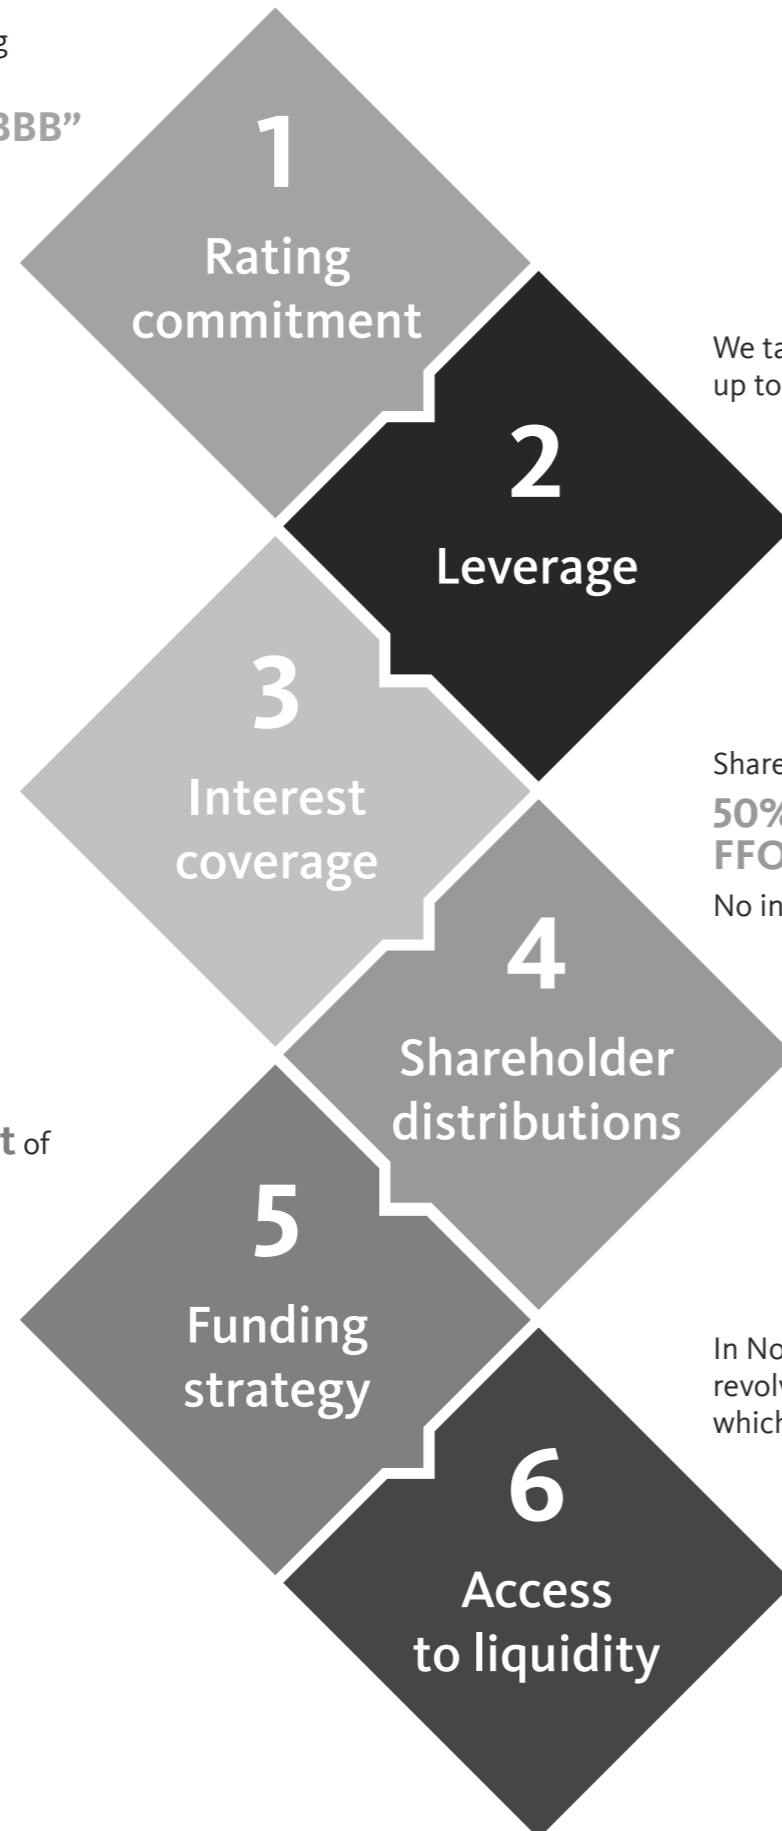 BBB”
1
Rating
commitment
We ta
up to
2
Leverage
3
Interest
coverage
Share
50%
FFO
No in
4
Shareholder
distributions
t of
5
Funding
strategy
In No
revolv
which
6
Access
to liquidity